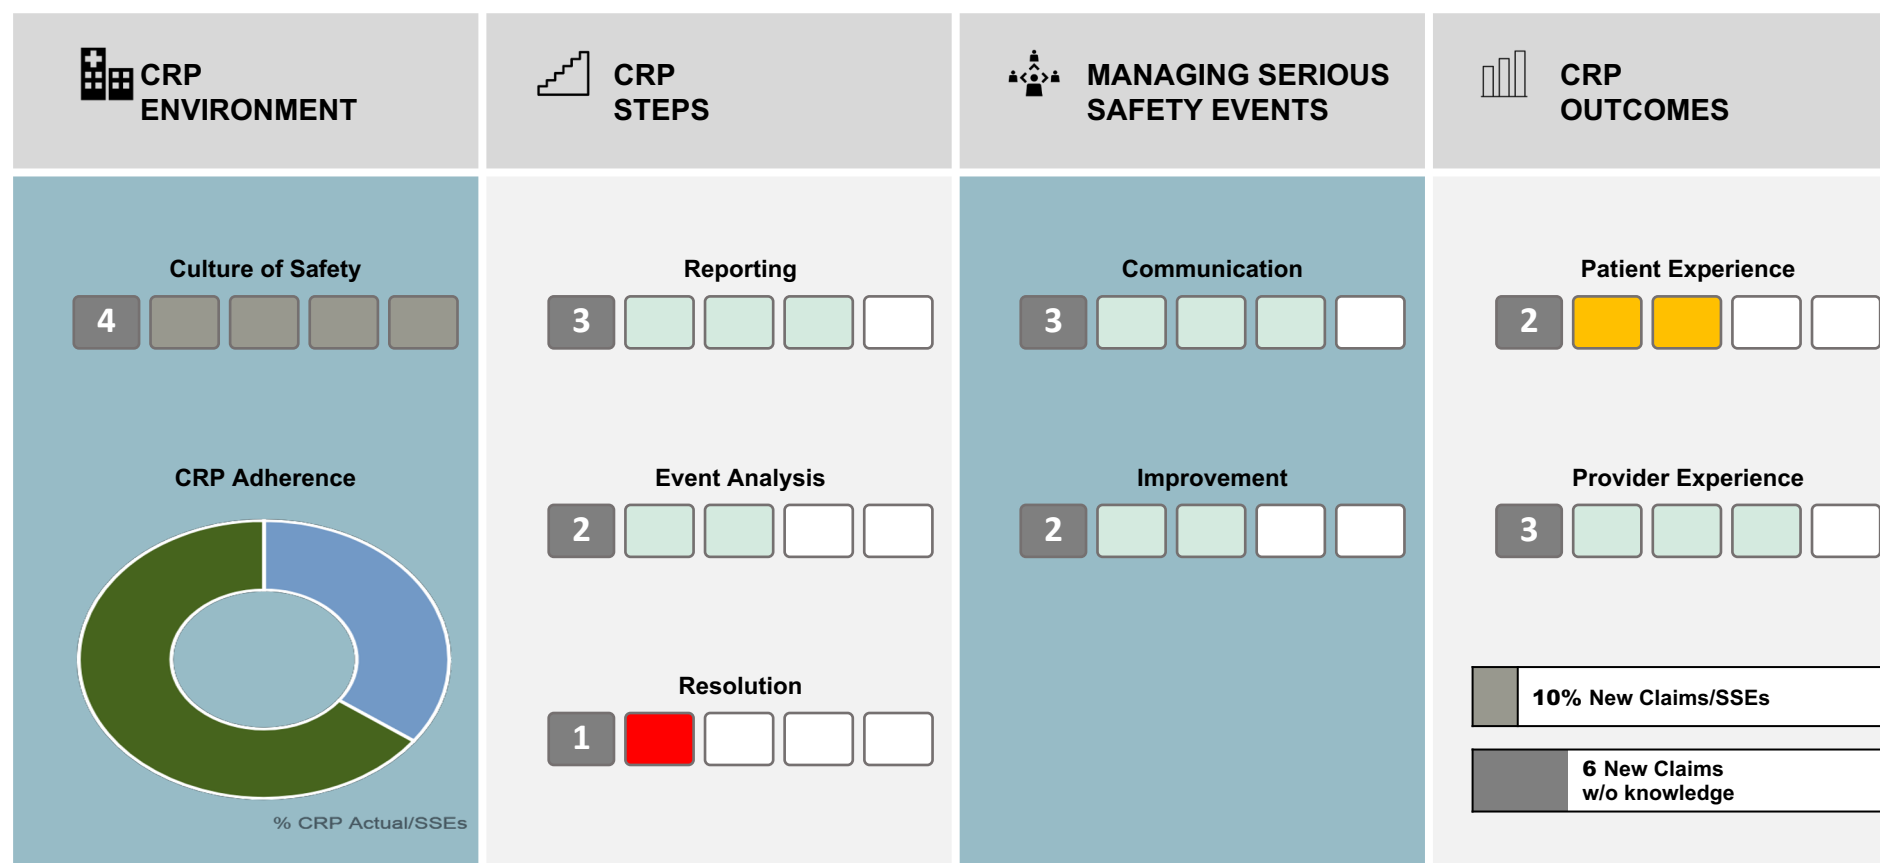 CRP
ENVIRONMENT
CRP
STEPS
MANAGING SERIOUS
SAFETY EVENTS
CRP
OUTCOMES
Culture of Safety
4
CRP Adherence
% CRP Actual/SSEs
Reporting
3
Event Analysis
2
Resolution
1
Communication
3
Improvement
2
Patient Experience
2
Provider Experience
3
10% New Claims/SSEs
6 New Claims
w/o knowledge